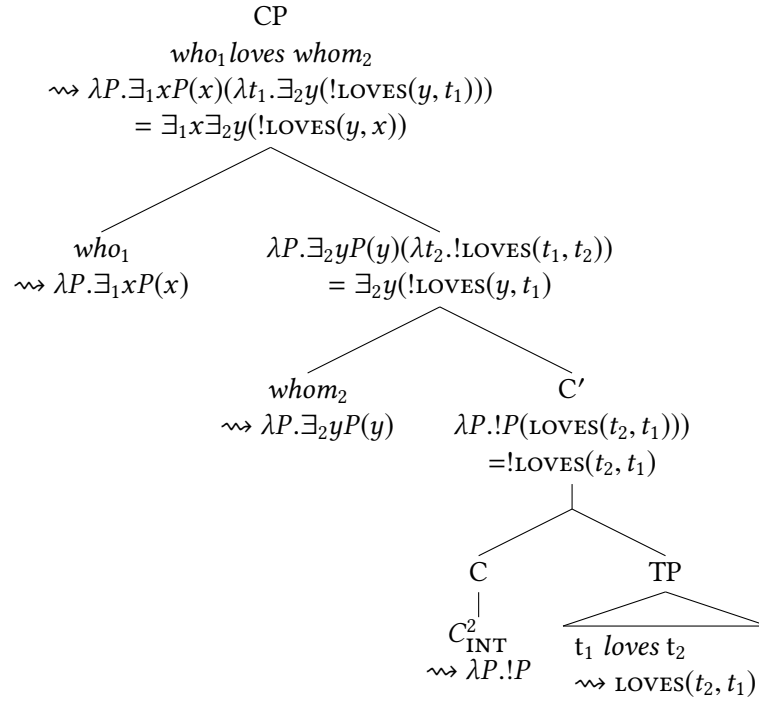 CP
who₁ loves whom₂
⇝ λP.∃₁xP(x)(λt₁.∃₂y(!LOVES(y, t₁)))
= ∃₁x∃₂y(!LOVES(y, x))
who₁
⇝ λP.∃₁xP(x)
λP.∃₂yP(y)(λt₂.!LOVES(t₁, t₂))
= ∃₂y(!LOVES(y, t₁)
whom₂
⇝ λP.∃₂yP(y)
C′
λP.!P(LOVES(t₂, t₁)))
=!LOVES(t₂, t₁)
C
TP
C²INT
⇝ λP.!P
t₁ loves t₂
⇝ LOVES(t₂, t₁)